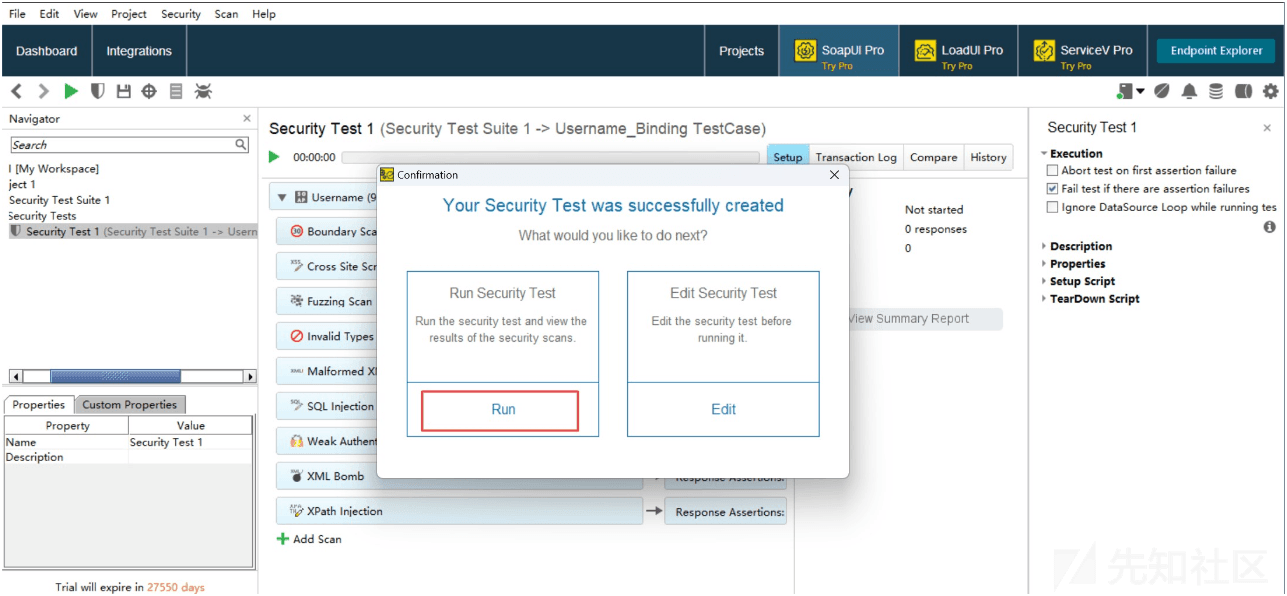 File Edit View Project Security Scan Help
Dashboard Integrations Projects SoapUI Pro LoadUI Pro ServiceV Pro Endpoint Explorer
Try Pro Try Pro Try Pro
Navigator
Search
l [My Workspace]
ject 1
Security Test Suite 1
Security Tests
Security Test 1 (Security Test Suite 1 -> Usern
Properties Custom Properties
Property Value
Name Security Test 1
Description
Trial will expire in 27550 days
Security Test 1 (Security Test Suite 1 -> Username_Binding TestCase)
00:00:00 Setup Transaction Log Compare History
Username (9
Boundary Sca
Cross Site Scr
Fuzzing Scan
Invalid Types
Malformed X
SQL Injection
Weak Authent
XML Bomb Response Assertions:
XPath Injection Response Assertions:
Add Scan
Confirmation
Your Security Test was successfully created
What would you like to do next?
Run Security Test
Run the security test and view the
results of the security scans.
Run
Edit Security Test
Edit the security test before
running it.
Edit
Not started
0 responses
0
View Summary Report
Security Test 1
Execution
Abort test on first assertion failure
Fail test if there are assertion failures
Ignore DataSource Loop while running tes
Description
Properties
Setup Script
TearDown Script
先知社区